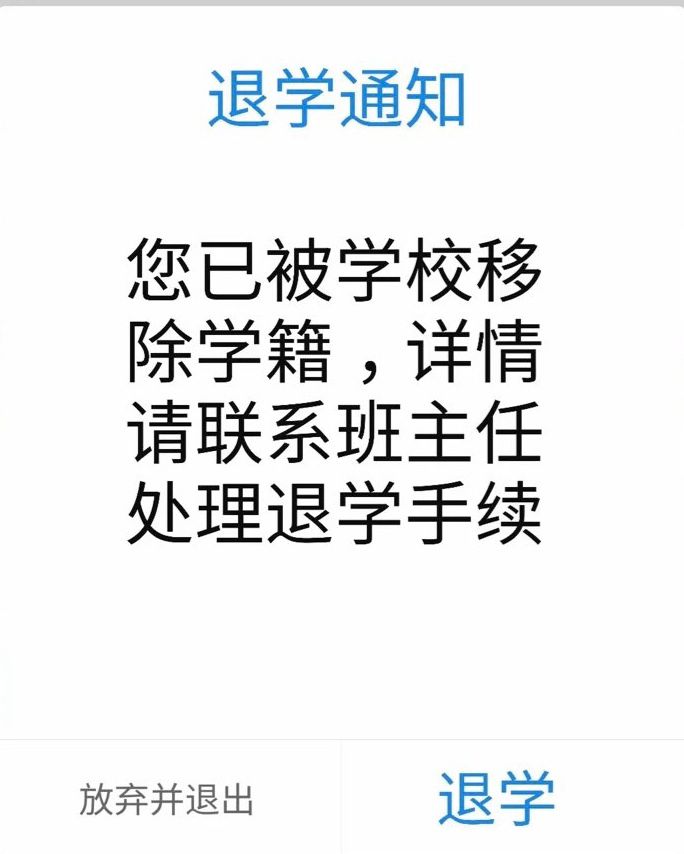 退学通知
您已被学校移
除学籍，详情
请联系班主任
处理退学手续
放弃并退出
退学